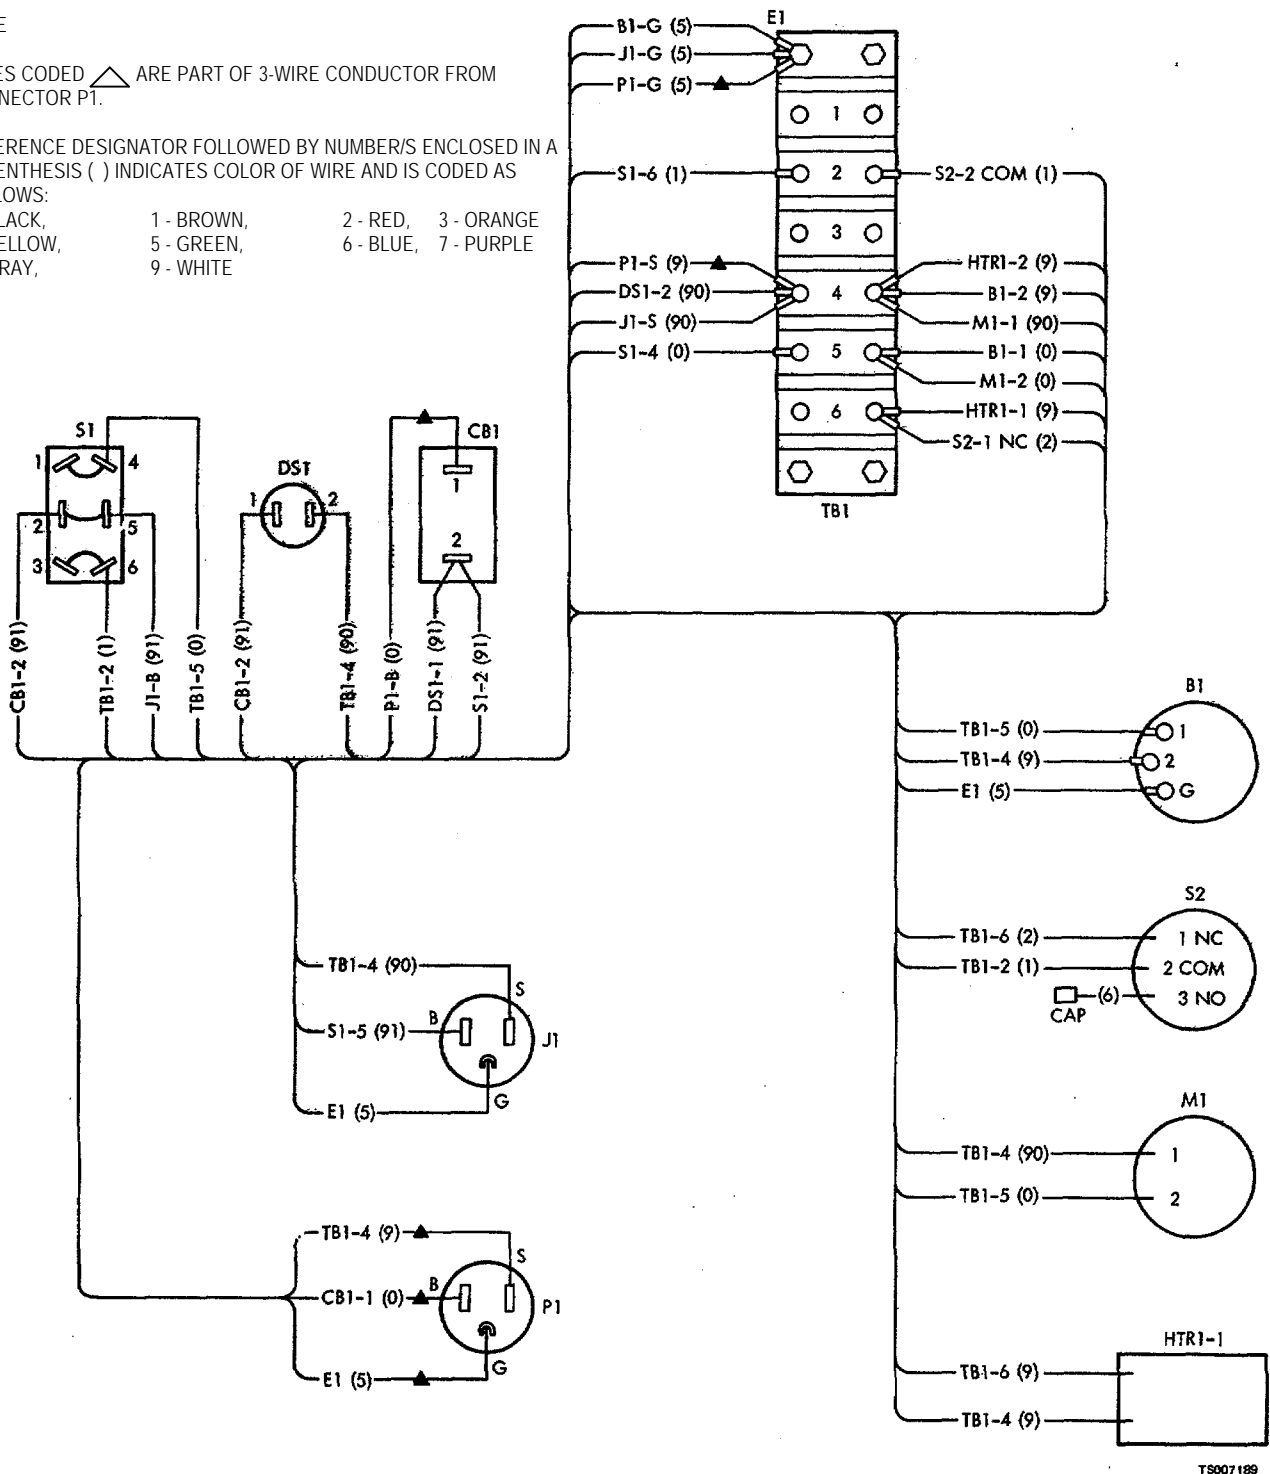 E
ES CODED ARE PART OF 3-WIRE CONDUCTOR FROM
NECTOR P1.
ERENCE DESIGNATOR FOLLOWED BY NUMBER/S ENCLOSED IN A
ENTHESIS ( ) INDICATES COLOR OF WIRE AND IS CODED AS
LOWS:
LACK, 1 - BROWN, 2 - RED, 3 - ORANGE
ELLOW, 5 - GREEN, 6 - BLUE, 7 - PURPLE
RAY, 9 - WHITE
E1
B1-G (5)
J1-G (5)
P1-G (5)
1
S1-6 (1) 2 S2-2 COM (1)
3
P1-S (9) HTR1-2 (9)
DS1-2 (90) 4 B1-2 (9)
J1-S (90) M1-1 (90)
S1-4 (0) 5 B1-1 (0)
M1-2 (0)
6 HTR1-1 (9)
S2-1 NC (2)
TB1
S1
1 4
2 5
3 6
DS1
1 2
CB1
1
2
CB1-2 (91)
TB1-2 (1)
J1-B (91)
TB1-5 (0)
CB1-2 (91)
TB1-4 (90)
P1-B (0)
DS1-1 (91)
S1-2 (91)
B1
TB1-5 (0) 1
TB1-4 (9) 2
E1 (5) G
S2
TB1-6 (2) 1 NC
TB1-2 (1) 2 COM
(6) 3 NO
CAP
TB1-4 (90)
S
S1-5 (91) B J1
E1 (5) G
M1
TB1-4 (90) 1
TB1-5 (0) 2
TB1-4 (9)
S
CB1-1 (0) B P1
E1 (5) G
HTR1-1
TB1-6 (9)
TB1-4 (9)
TS007189